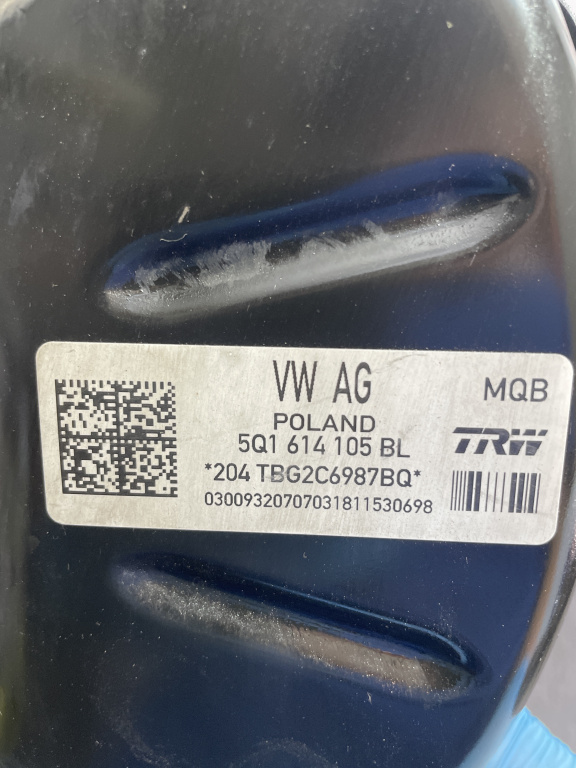 VW AG
MQB
POLAND
5Q1 614 105 BL
TRW
*204 TBG2C6987BQ*
03009320707031811530698